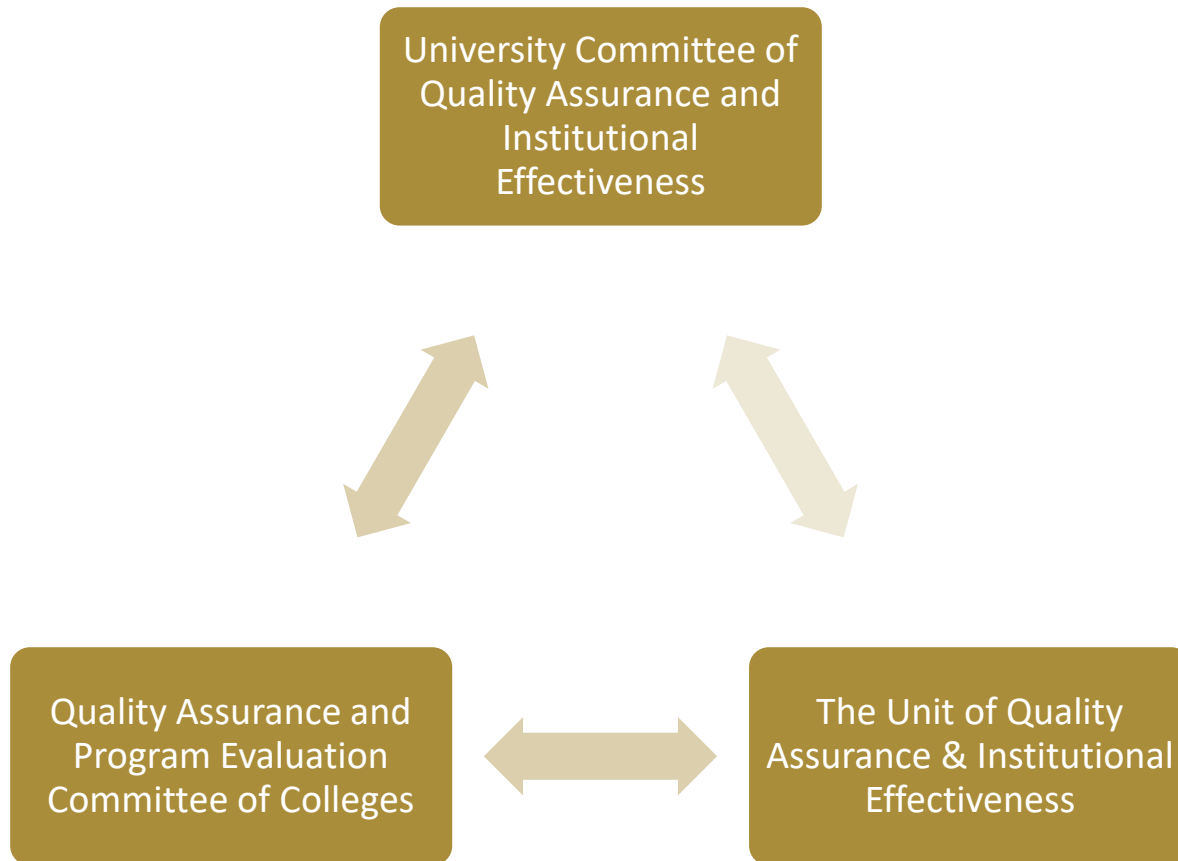 University Committee of
Quality Assurance and
Institutional
Effectiveness
Quality Assurance and
Program Evaluation
Committee of Colleges
The Unit of Quality
Assurance & Institutional
Effectiveness